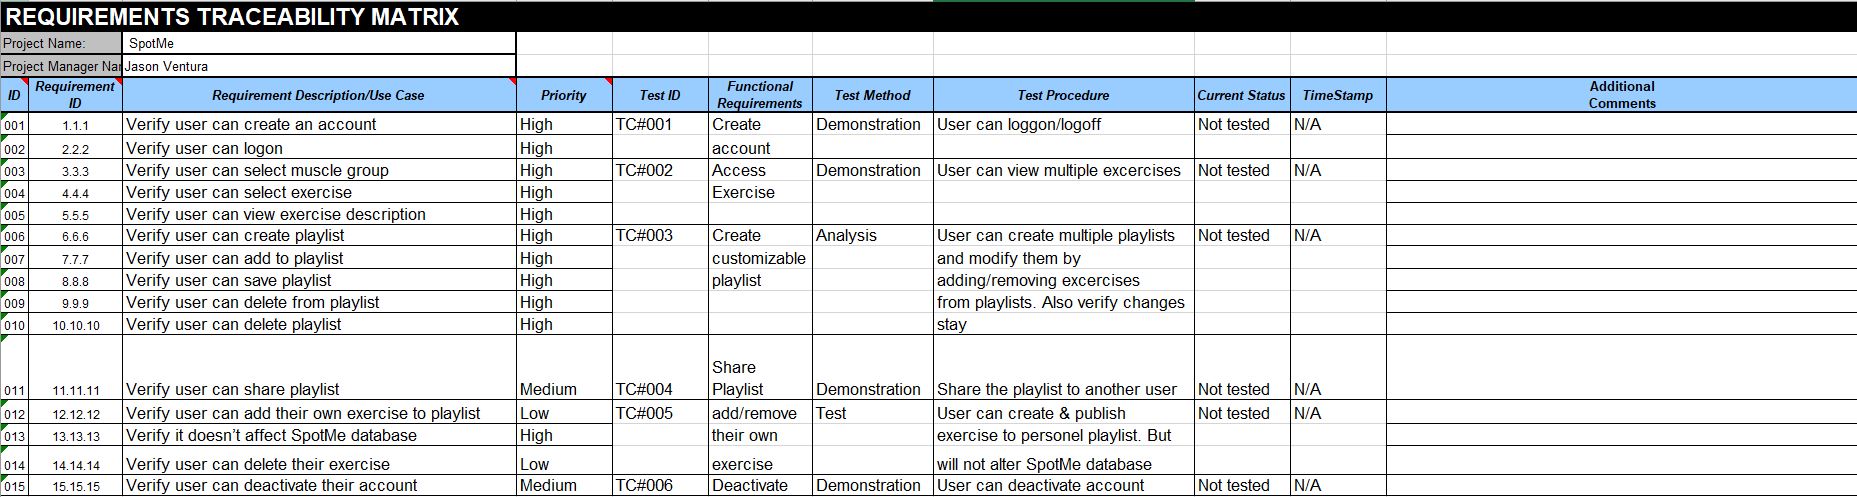 REQUIREMENTS TRACEABILITY MATRIX
Project Name: SpotMe
Project Manager Nar Jason Ventura
ID Requirement ID Requirement Description/Use Case Priority Test ID Functional Requirements Test Method Test Procedure Current Status TimeStamp Additional Comments
001 1.1.1 Verify user can create an account High TC#001 Create Demonstration User can loggon/logoff Not tested N/A
002 2.2.2 Verify user can logon High account
003 3.3.3 Verify user can select muscle group High TC#002 Access Demonstration User can view multiple excercises Not tested N/A
004 4.4.4 Verify user can select exercise High Exercise
005 5.5.5 Verify user can view exercise description High
006 6.6.6 Verify user can create playlist High TC#003 Create Analysis User can create multiple playlists Not tested N/A
007 7.7.7 Verify user can add to playlist High customizable and modify them by
008 8.8.8 Verify user can save playlist High playlist adding/removing excercises
009 9.9.9 Verify user can delete from playlist High from playlists. Also verify changes
010 10.10.10 Verify user can delete playlist High stay
Share
011 11.11.11 Verify user can share playlist Medium TC#004 Playlist Demonstration Share the playlist to another user Not tested N/A
012 12.12.12 Verify user can add their own exercise to playlist Low TC#005 add/remove Test User can create & publish Not tested N/A
013 13.13.13 Verify it doesn't affect SpotMe database High their own exercise to personel playlist. But
014 14.14.14 Verify user can delete their exercise Low exercise will not alter SpotMe database
015 15.15.15 Verify user can deactivate their account Medium TC#006 Deactivate Demonstration User can deactivate account Not tested N/A